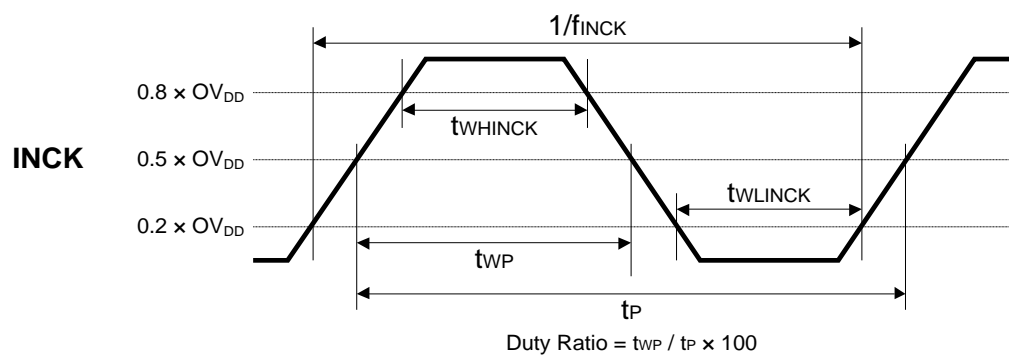 1/fINCK
0.8 × OVDD
tWHINCK
INCK
0.5 × OVDD
tWLINCK
0.2 × OVDD
tWP
tP
Duty Ratio = tWP / tP × 100